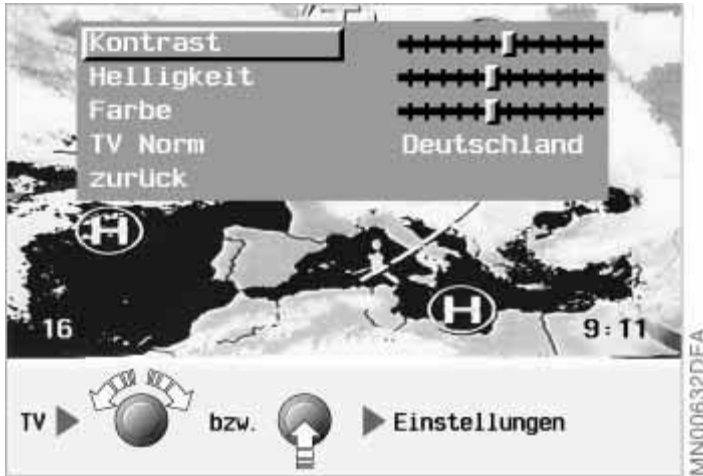 Kontrast
Helligkeit
Farbe
TV Norm Deutschland
zurück
H
H
16 9:11
TV bzw. Einstellungen
MN00632DFA